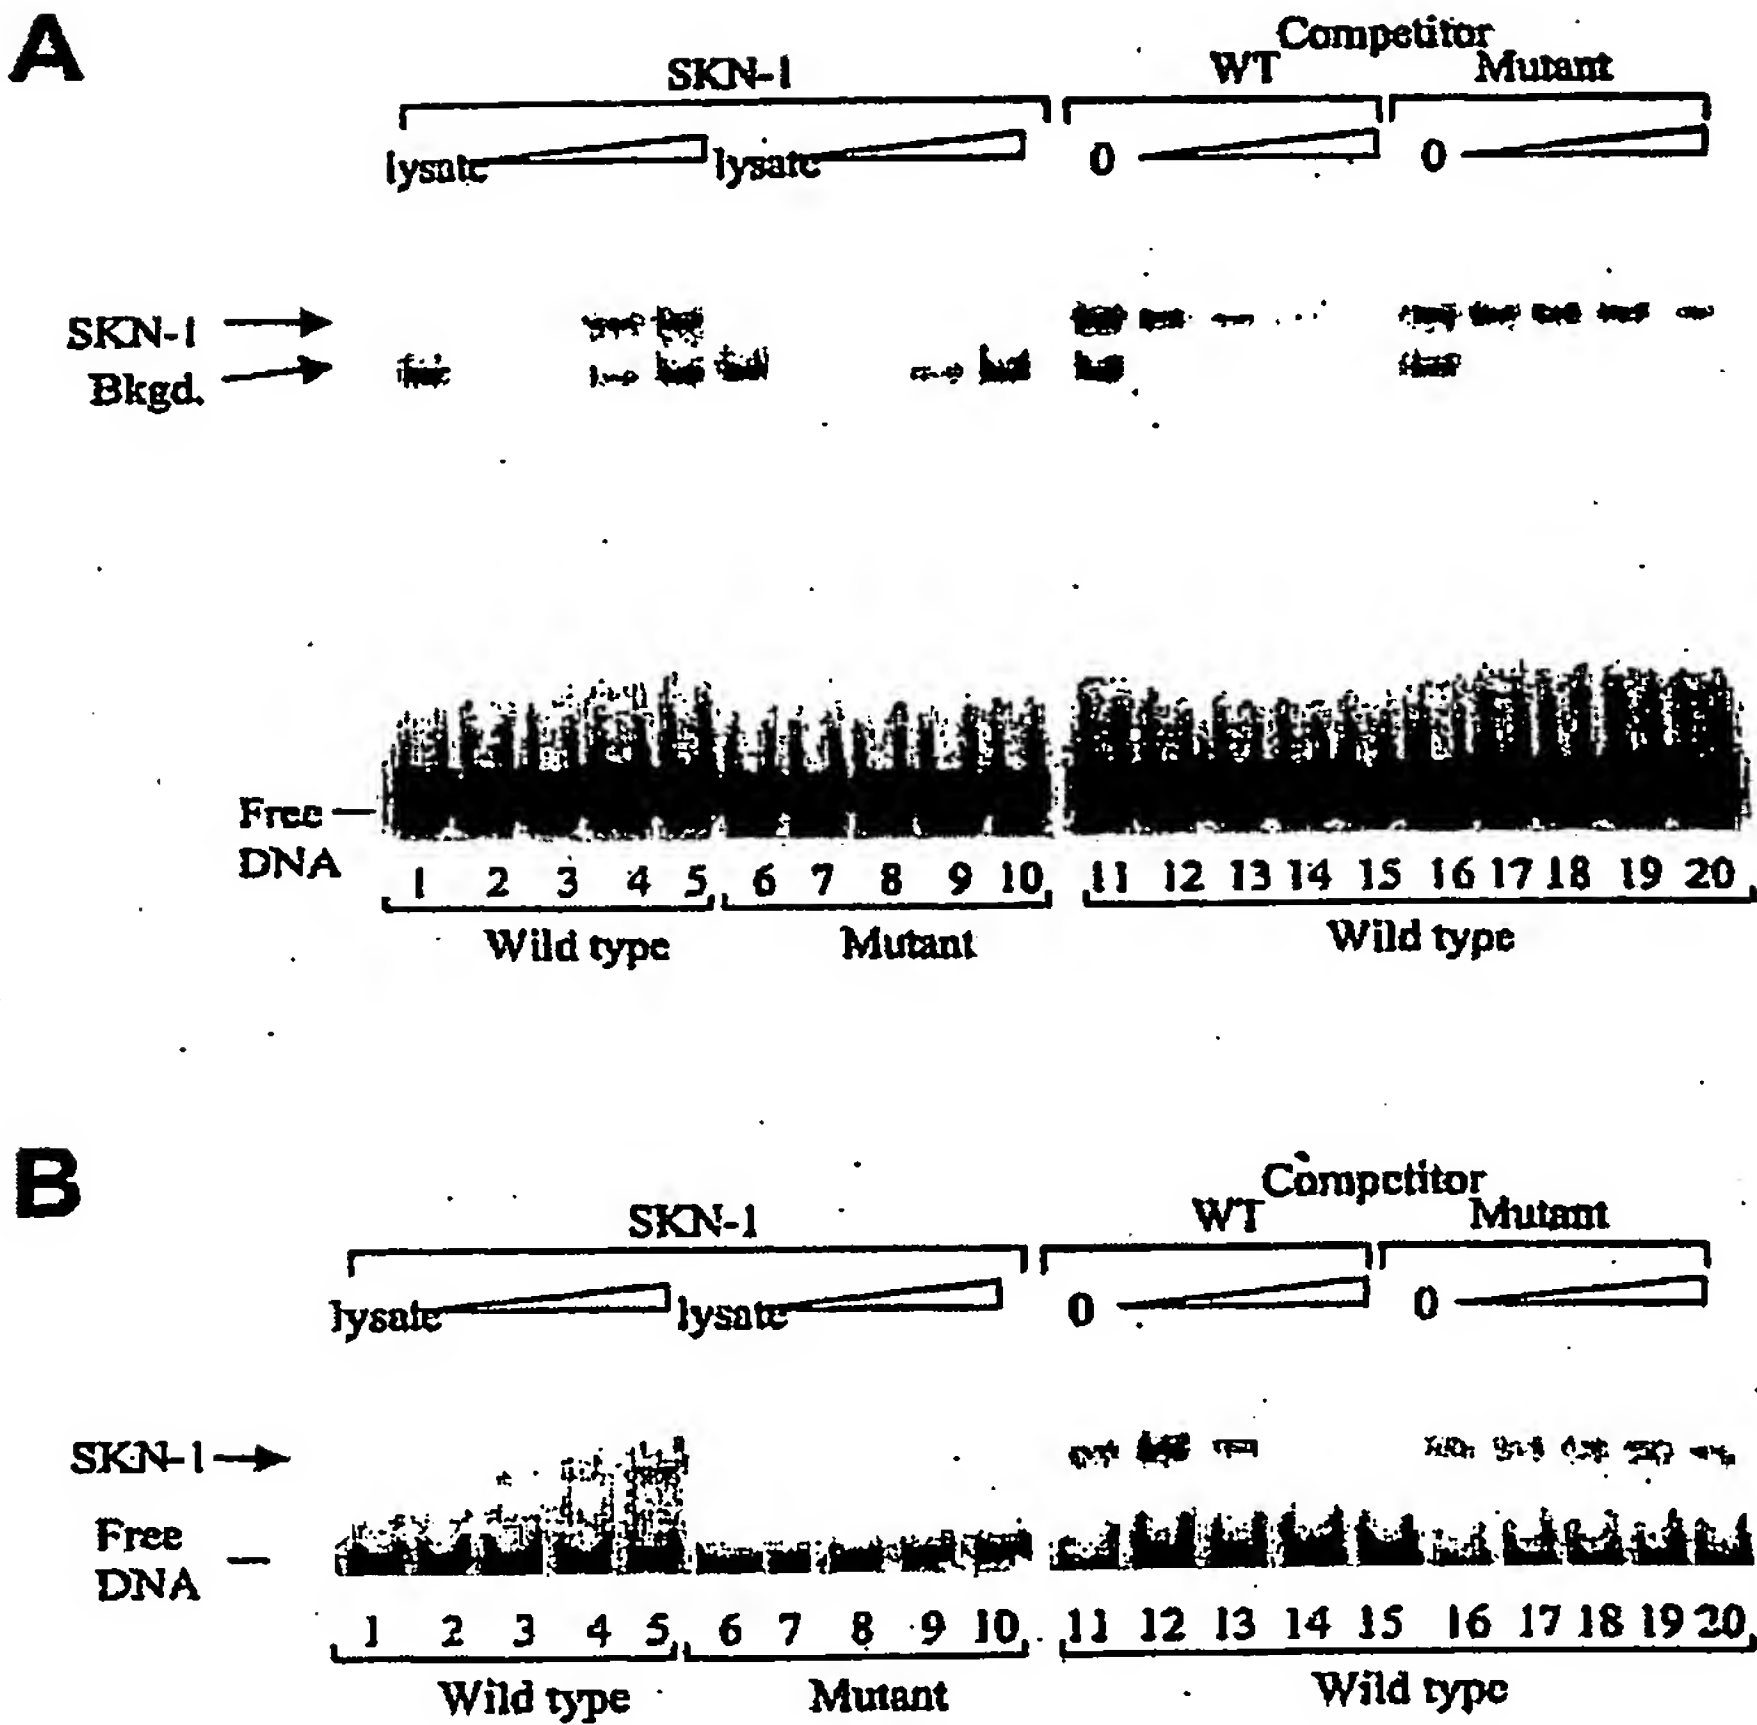 A
Competitor
SKN-1 WT Mutant
lysate lysate 0 0
SKN-1
Bkgd.
Free
DNA
1 2 3 4 5 6 7 8 9 10 11 12 13 14 15 16 17 18 19 20
Wild type Mutant Wild type
B
Competitor
SKN-1 WT Mutant
lysate lysate 0 0
SKN-1
Free
DNA
1 2 3 4 5 6 7 8 9 10 11 12 13 14 15 16 17 18 19 20
Wild type Mutant Wild type